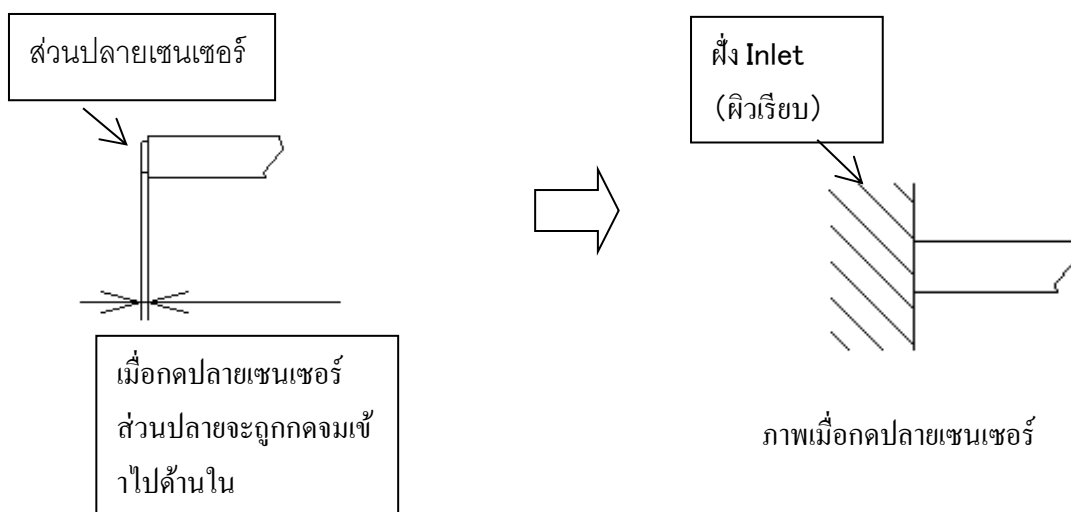 ส่วนปลายเซนเซอร์
ฝั่ง Inlet
(ผิวเรียบ)
เมื่อกดปลายเซนเซอร์
ส่วนปลายจะถูกกดจมเข้
าไปด้านใน
ภาพเมื่อกดปลายเซนเซอร์